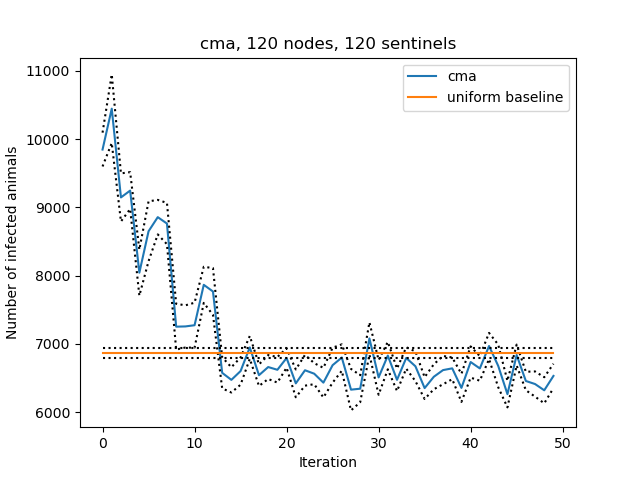 cma, 120 nodes, 120 sentinels
cma
uniform baseline
Number of infected animals
11000
10000
9000
8000
7000
6000
0 10 20 30 40 50
Iteration